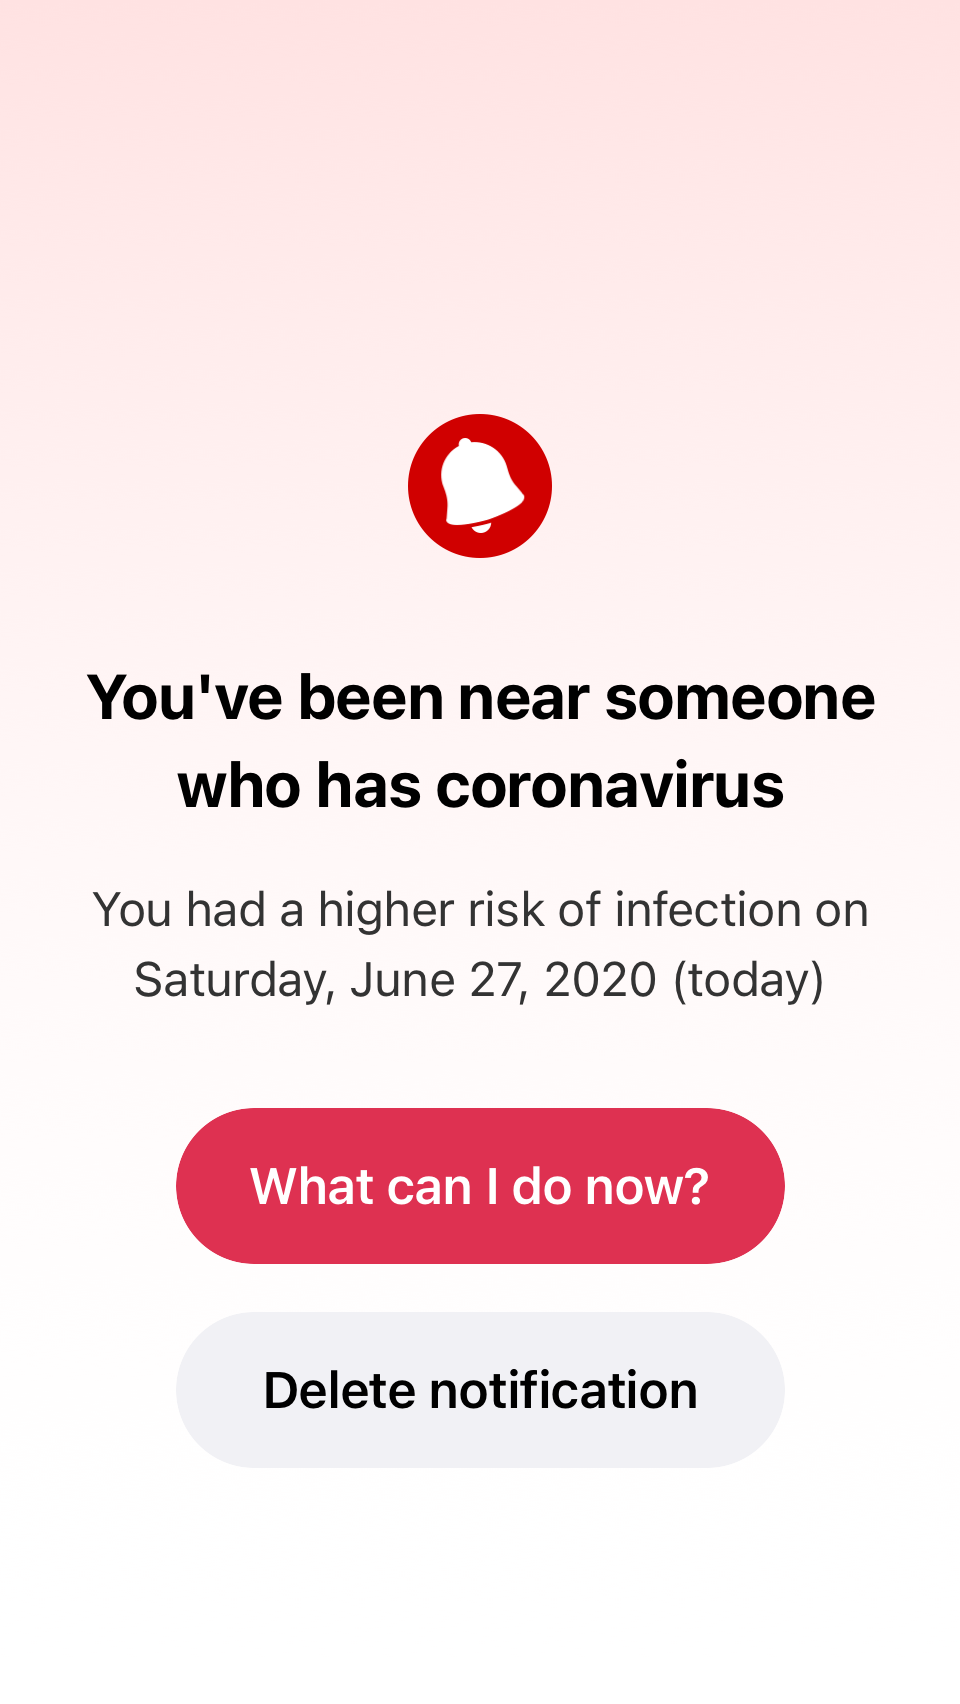 You've been near someone
who has coronavirus
You had a higher risk of infection on
Saturday, June 27, 2020 (today)
What can I do now?
Delete notification